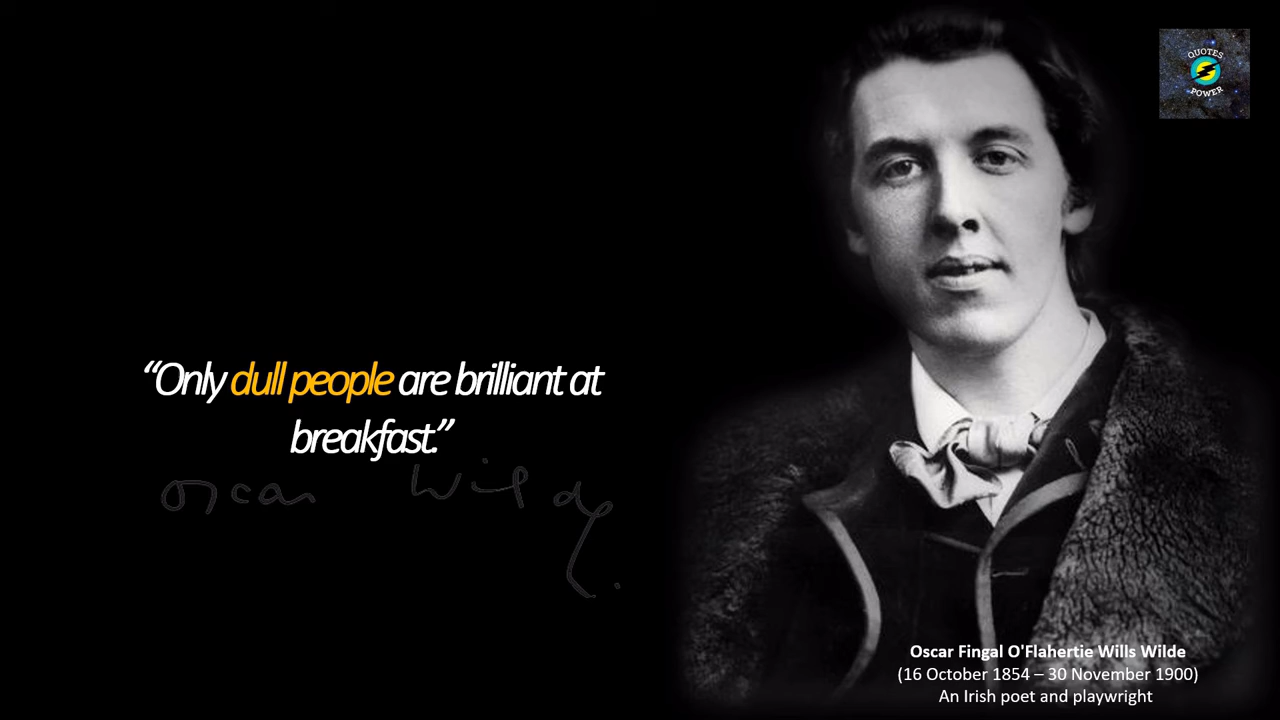 QUOTES
POWER
“Only dull people are brilliant at
breakfast.”
Oscar Wilde.
Oscar Fingal O'Flahertie Wills Wilde
(16 October 1854 – 30 November 1900)
An Irish poet and playwright